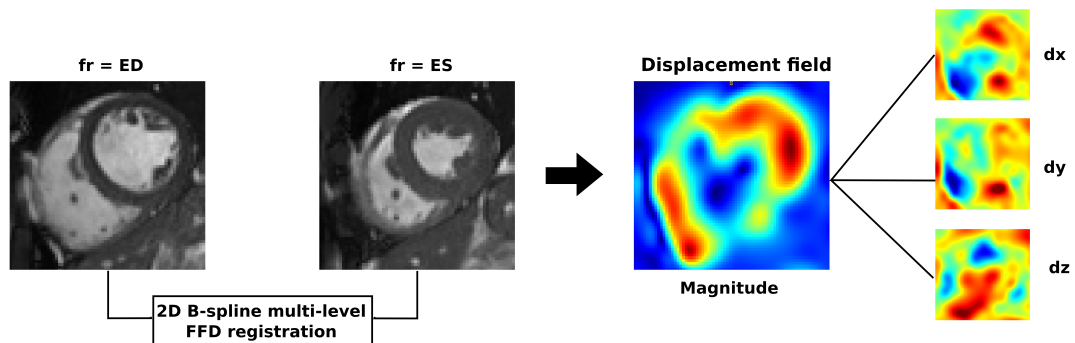 fr = ED
fr = ES
2D B-spline multi-level
FFD registration
Displacement field
Magnitude
dx
dy
dz